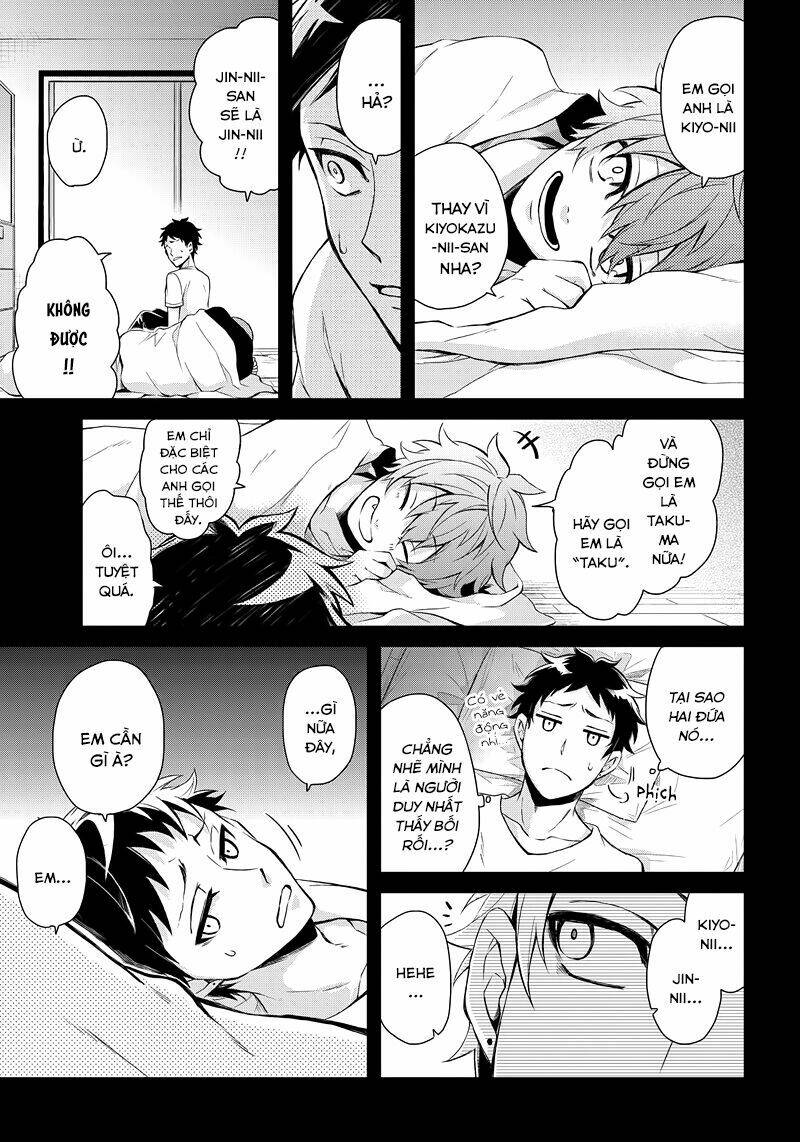 EM GỌI
ANH LÀ
KIYO-NII
THAY VÌ
KIYOKAZU
-NII-SAN
NHA?
...
HẢ?
JIN-NII-
SAN
SẼ LÀ
JIN-NII
!!
Ừ.
KHÔNG
ĐƯỢC
!!
VÀ
ĐỪNG
GỌI EM
LÀ
TAKU-
MA
NỮA!
HÃY GỌI
EM LÀ
"TAKU".
EM CHỈ
ĐẶC BIỆT
CHO CÁC
ANH GỌI
THẾ THÔI
ĐẤY.
ÔI...
TUYỆT
QUÁ.
TẠI SAO
HAI ĐỨA
NÓ...
Có vẻ
năng
động
nhỉ...
Phịch
CHẲNG
NHẼ MÌNH
LÀ NGƯỜI
DUY NHẤT
THẤY BỐI
RỐI...?
KIYO-
NII...
JIN-
NII...
HEHE
...
...GÌ
NỮA
ĐÂY,
EM CẦN
GÌ À?
EM...